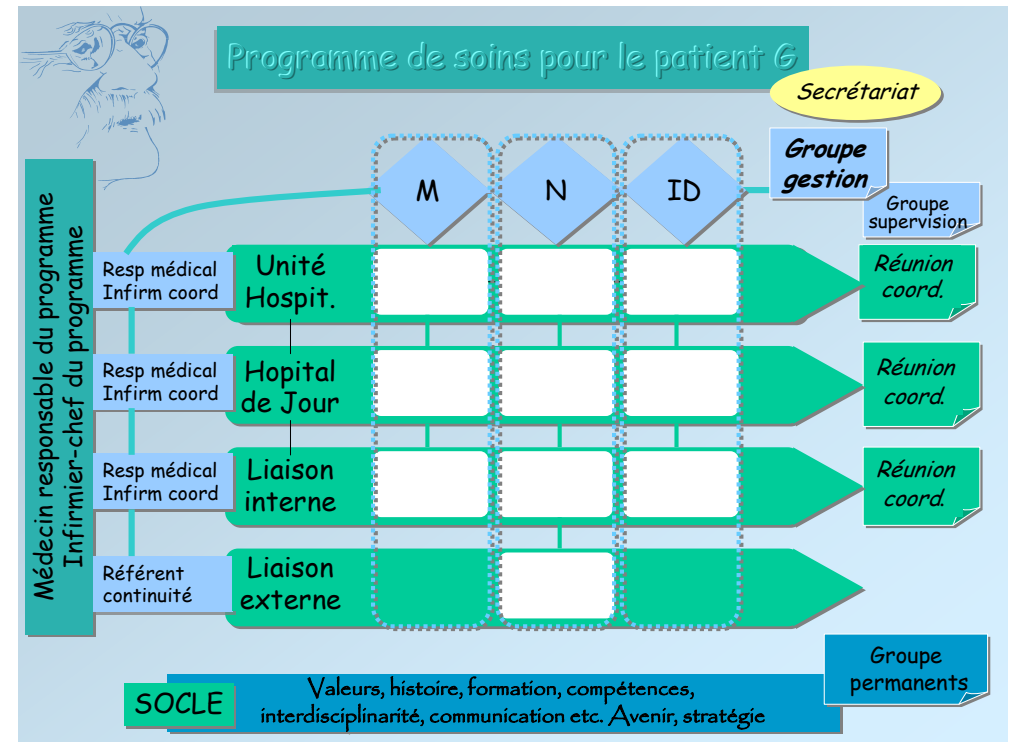 Programme de soins pour le patient G
Secrétariat
Groupe
gestion
Groupe
supervision
M
N
ID
Médecin responsable du programme
Infirmier-chef du programme
Resp médical
Infirm coord
Unité
Hospit.
Réunion
coord.
Resp médical
Infirm coord
Hopital
de Jour
Réunion
coord.
Resp médical
Infirm coord
Liaison
interne
Réunion
coord.
Référent
continuité
Liaison
externe
Groupe
permanents
SOCLE
Valeurs, histoire, formation, compétences,
interdisciplinarité, communication etc. Avenir, stratégie